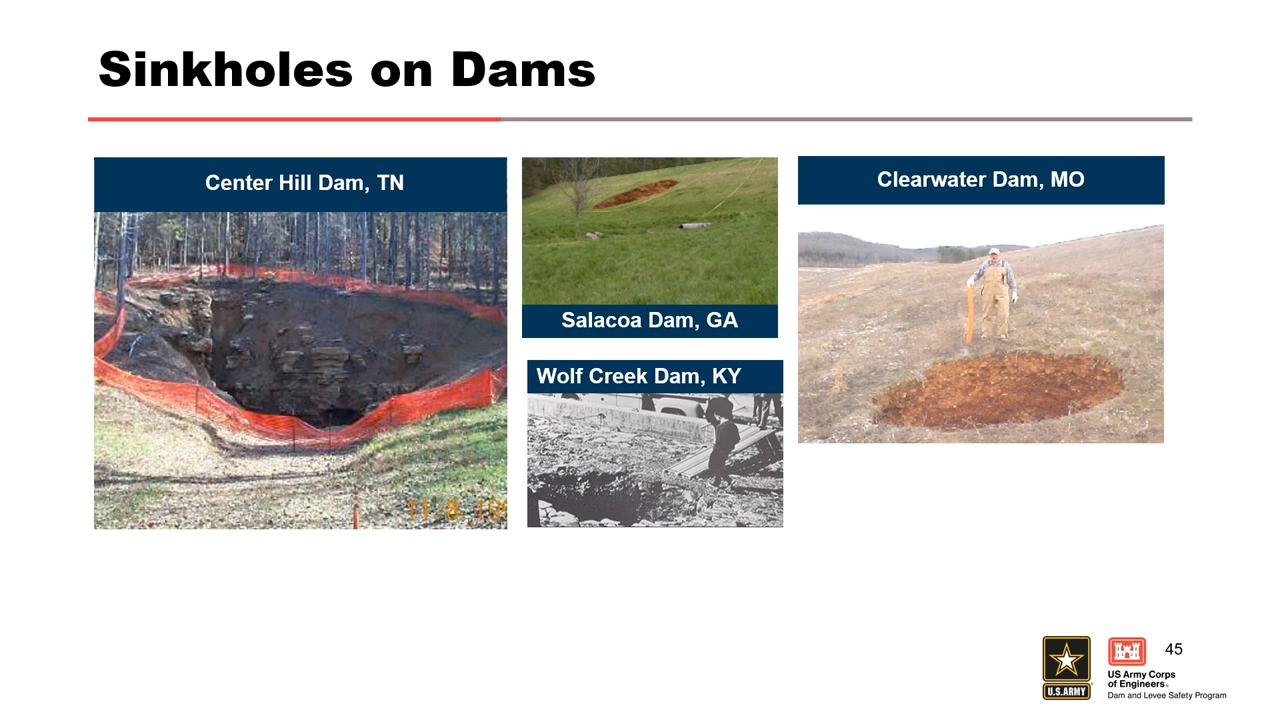 Sinkholes on Dams
Center Hill Dam, TN
Salacoa Dam, GA
Wolf Creek Dam, KY
Clearwater Dam, MO
45
U.S.ARMY
US Army Corps
of Engineers®
Dam and Levee Safety Program